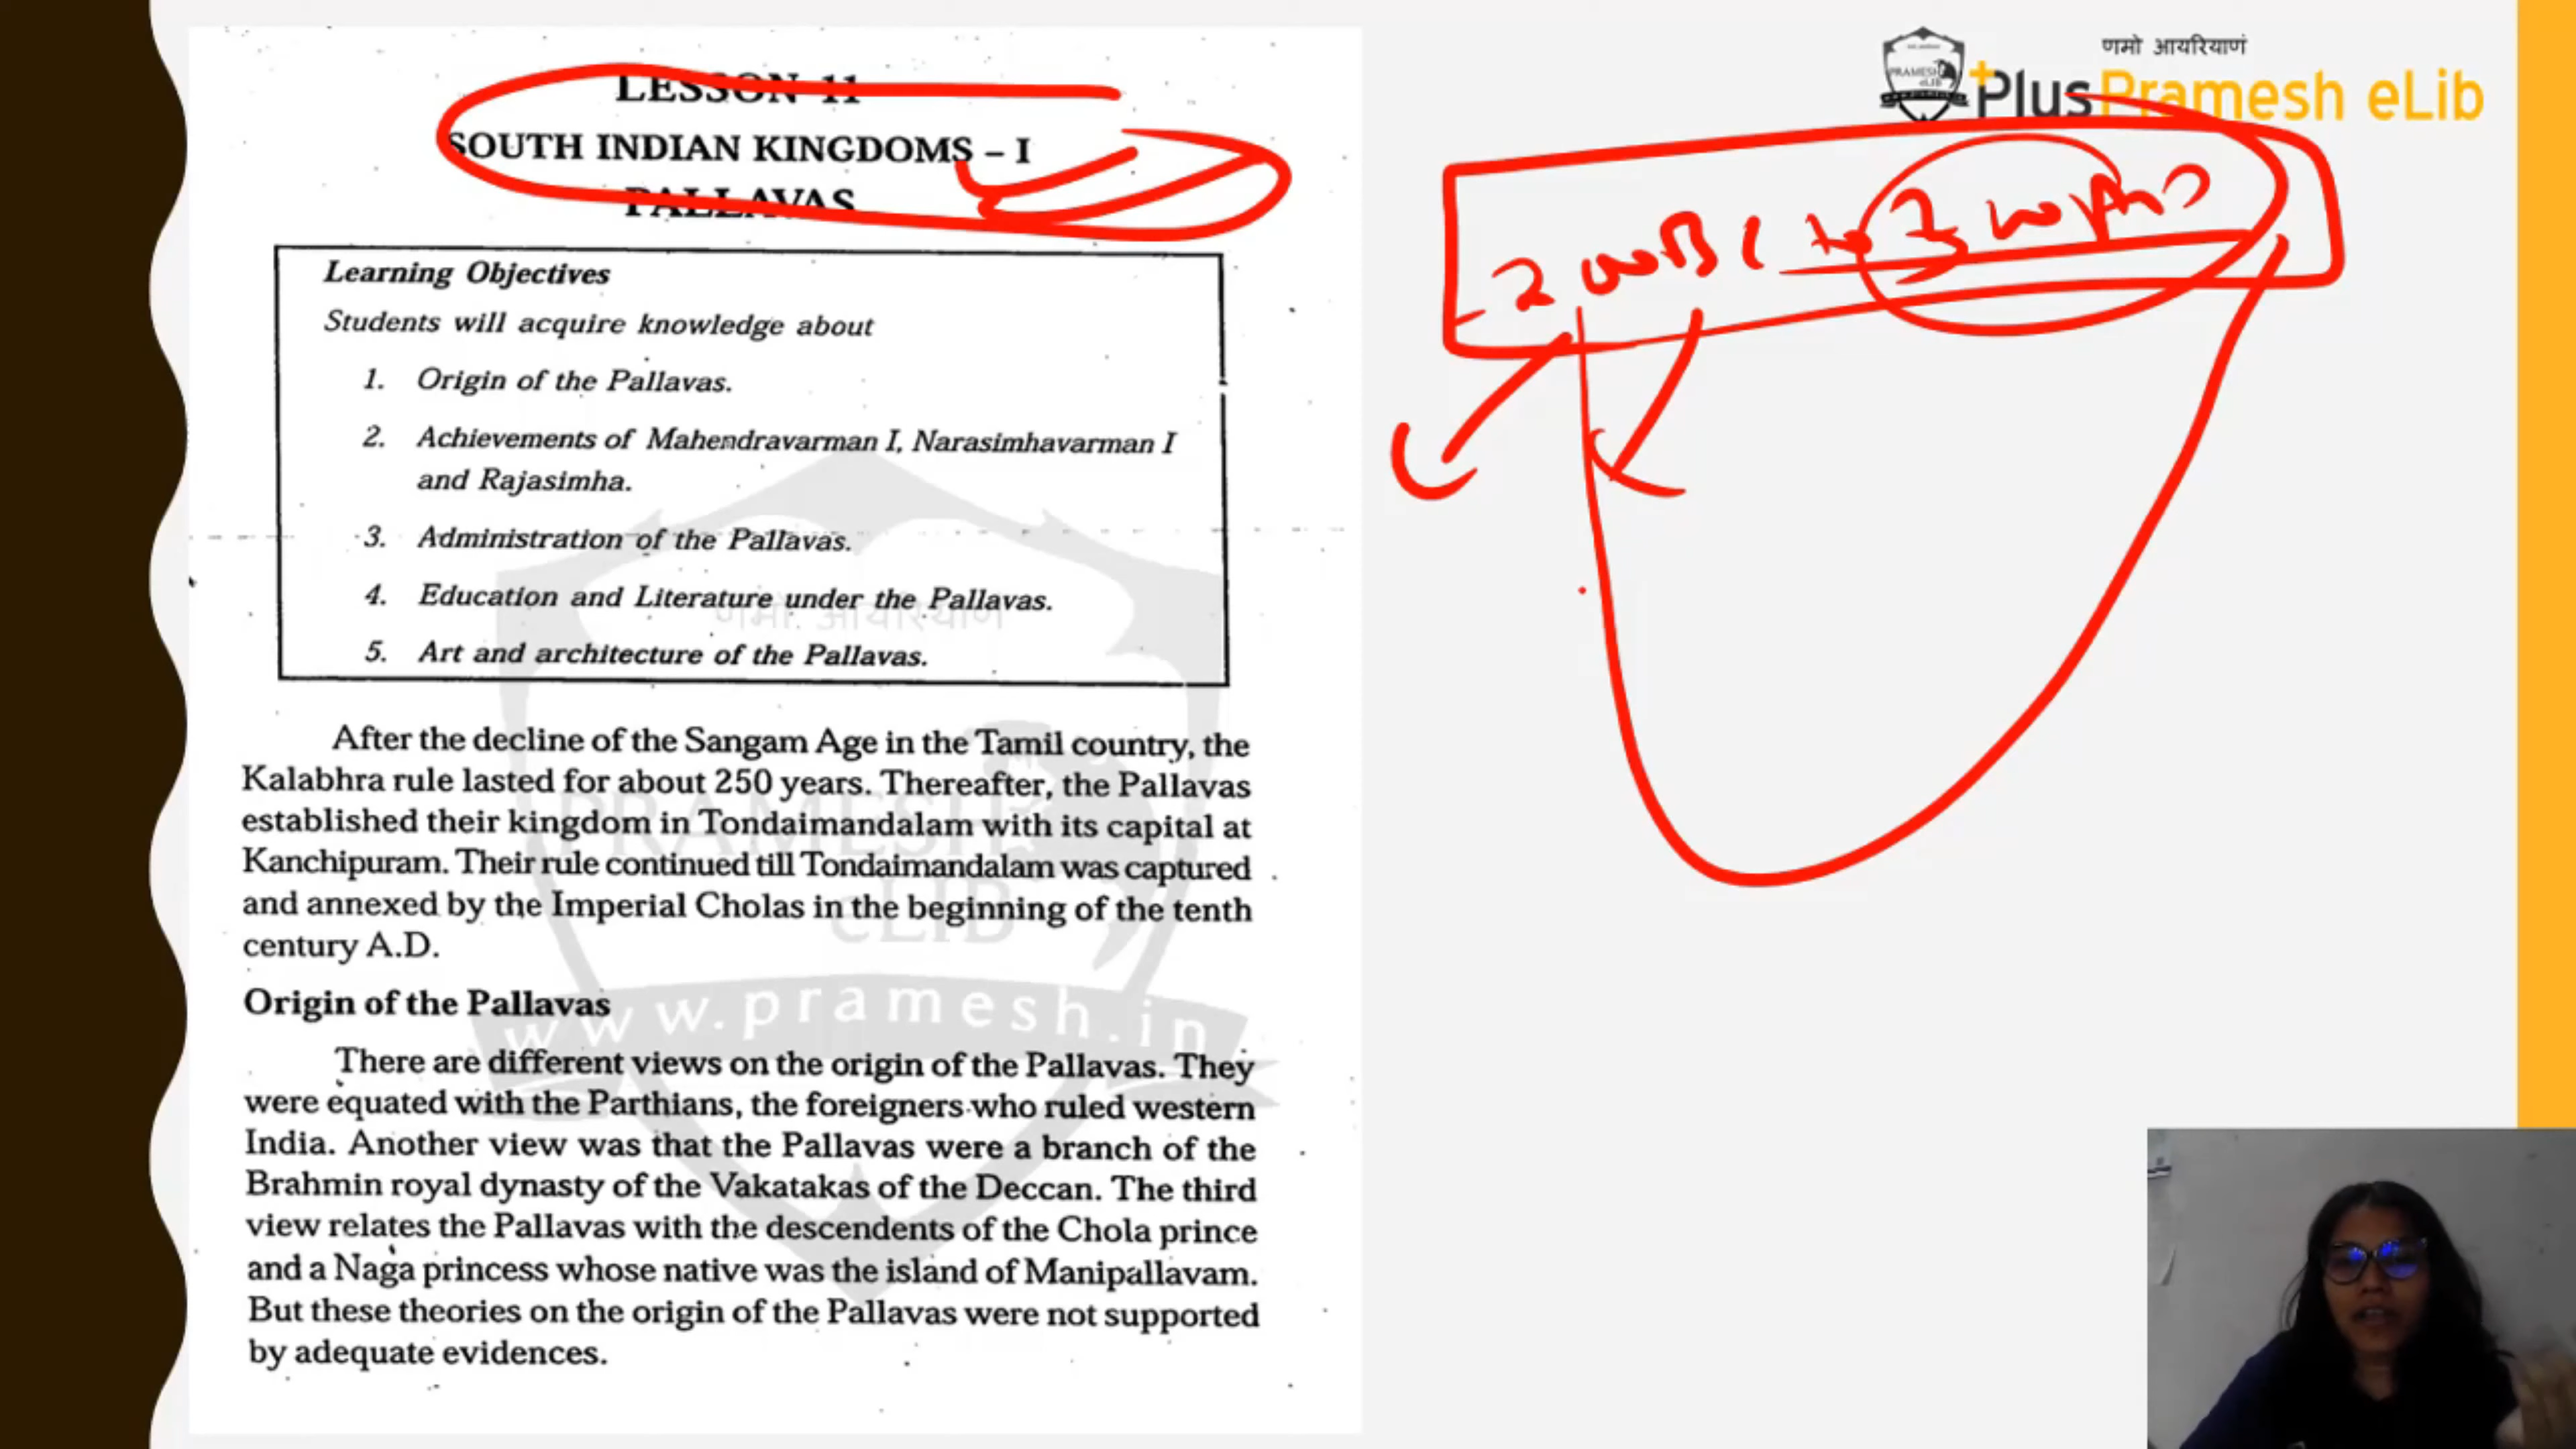 LESSON 11
SOUTH INDIAN KINGDOMS – I
PALLAVAS
Learning Objectives
Students will acquire knowledge about
1. Origin of the Pallavas.
2. Achievements of Mahendravarman I, Narasimhavarman I
and Rajasimha.
3. Administration of the Pallavas.
4. Education and Literature under the Pallavas.
5. Art and architecture of the Pallavas.
After the decline of the Sangam Age in the Tamil country, the
Kalabhra rule lasted for about 250 years. Thereafter, the Pallavas
established their kingdom in Tondaimandalam with its capital at
Kanchipuram. Their rule continued till Tondaimandalam was captured
and annexed by the Imperial Cholas in the beginning of the tenth
century A.D.
Origin of the Pallavas
There are different views on the origin of the Pallavas. They
were equated with the Parthians, the foreigners who ruled western
India. Another view was that the Pallavas were a branch of the
Brahmin royal dynasty of the Vakatakas of the Deccan. The third
view relates the Pallavas with the descendents of the Chola prince
and a Naga princess whose native was the island of Manipallavam.
But these theories on the origin of the Pallavas were not supported
by adequate evidences.
णमो आयरियाणं
PRAMESH
eLIB
www.pramesh.in
णमो आयरियाणं
PRAMESH
eLIB
+Plus Pramesh eLib
200BC to 300AD